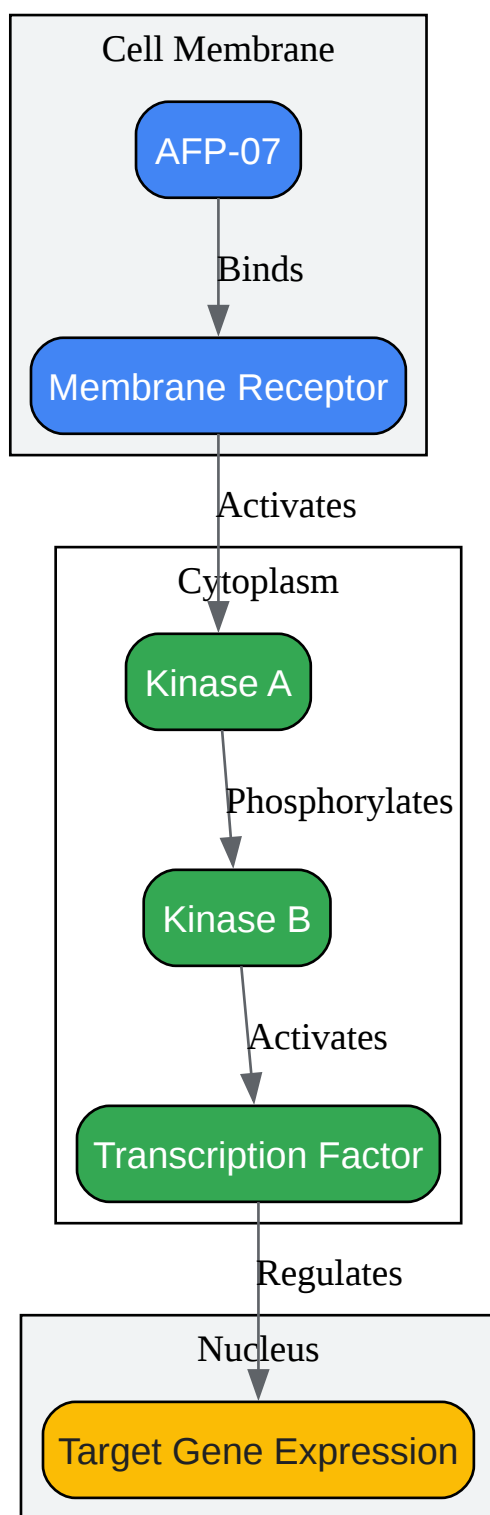 Cell Membrane
AFP-07
Binds
Membrane Receptor
Activates
Cytoplasm
Kinase A
Phosphorylates
Kinase B
Activates
Transcription Factor
Regulates
Nucleus
Target Gene Expression